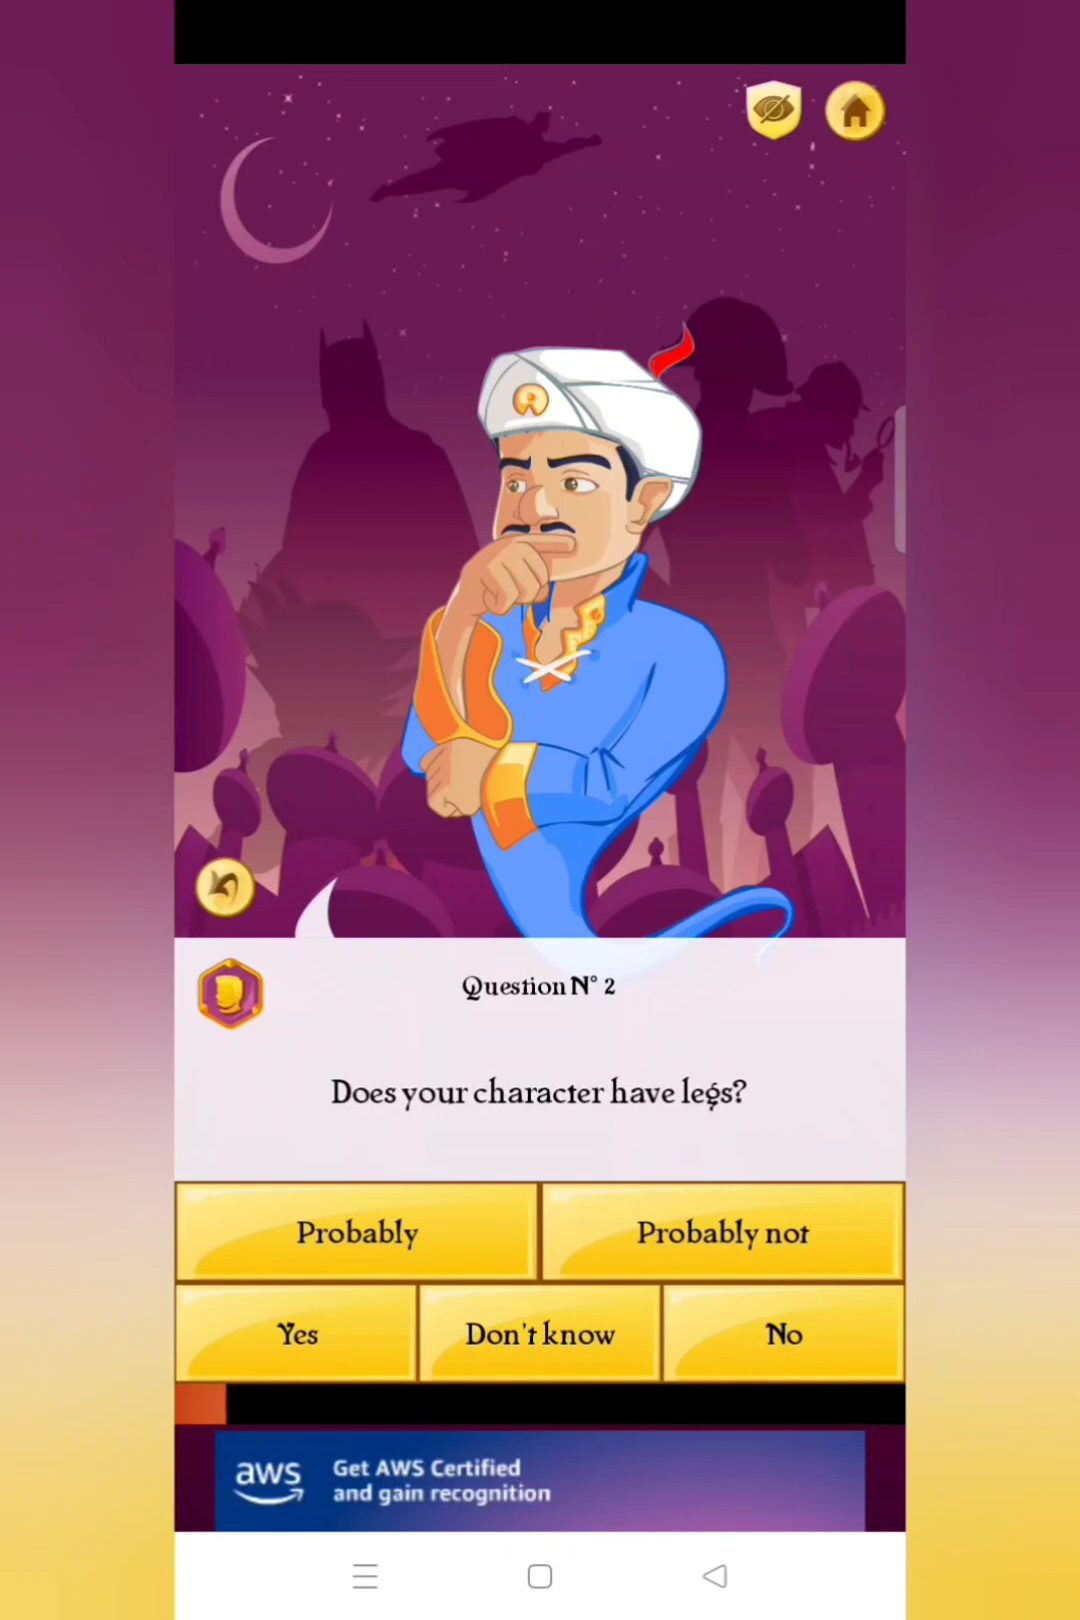 Question N° 2
Does your character have legs?
Probably
Probably not
Yes
Don't know
No
aws
Get AWS Certified
and gain recognition